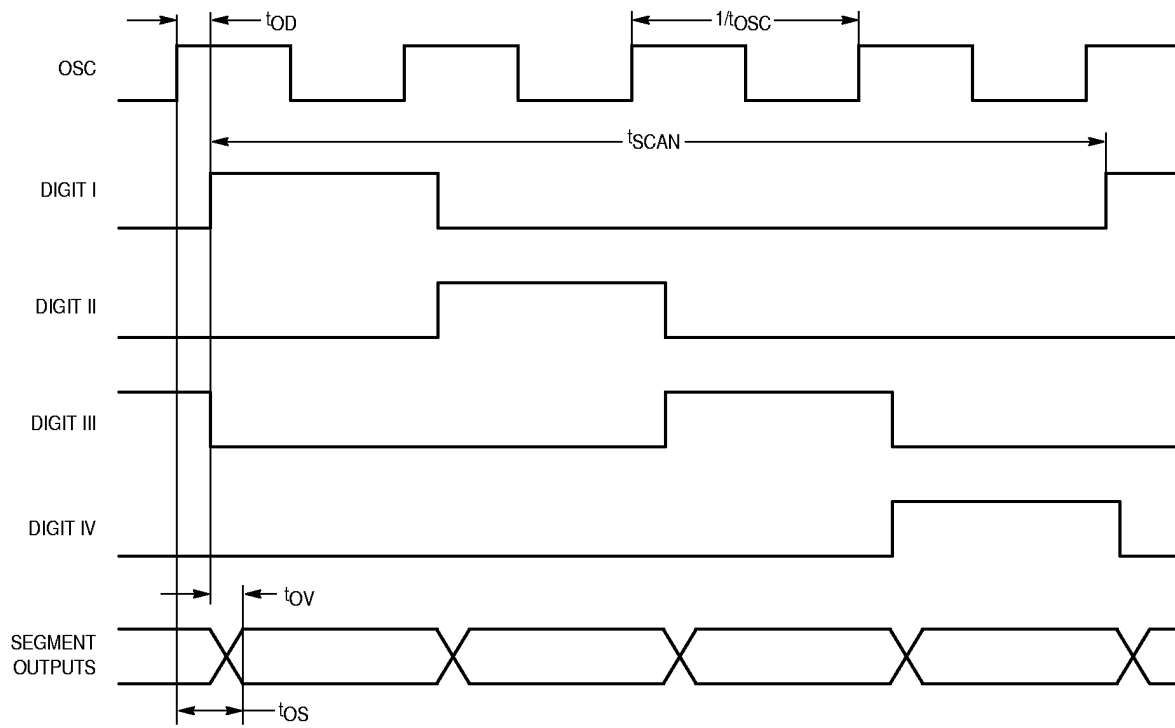 tOD
1/tOSC
OSC
tSCAN
DIGIT I
DIGIT II
DIGIT III
DIGIT IV
tOV
SEGMENT
OUTPUTS
tOS